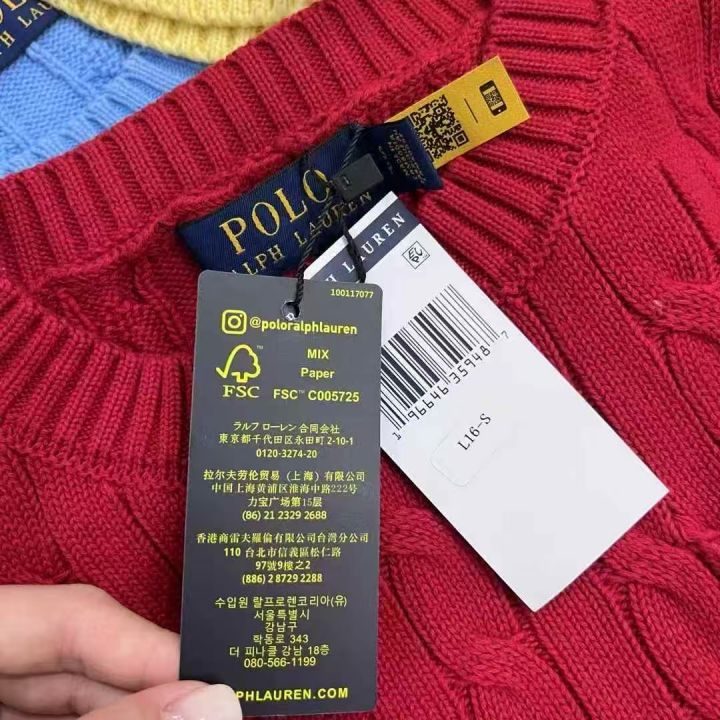 PH LAU
POLO
RALPH LAUREN
PH LAUREN
196646359487
L16-S
100117077
@poloralphlauren
FSC™
MIX
Paper
FSC™ C005725
ラルフ ローレン 合同会社
東京都千代田区永田町 2-10-1
0120-3274-20
拉尔夫劳伦贸易 (上海) 有限公司
中国上海黄浦区淮海中路222号
力宝广场第15层
(86) 21 2329 2688
香港商雷夫羅倫有限公司台灣分公司
110 台北市信義區松仁路
97號9樓之2
(886) 2 8729 2288
수입원 랄프로렌코리아(유)
서울특별시
강남구
학동로 343
더 피나클 강남 18층
080-566-1199
PHLAUREN.COM